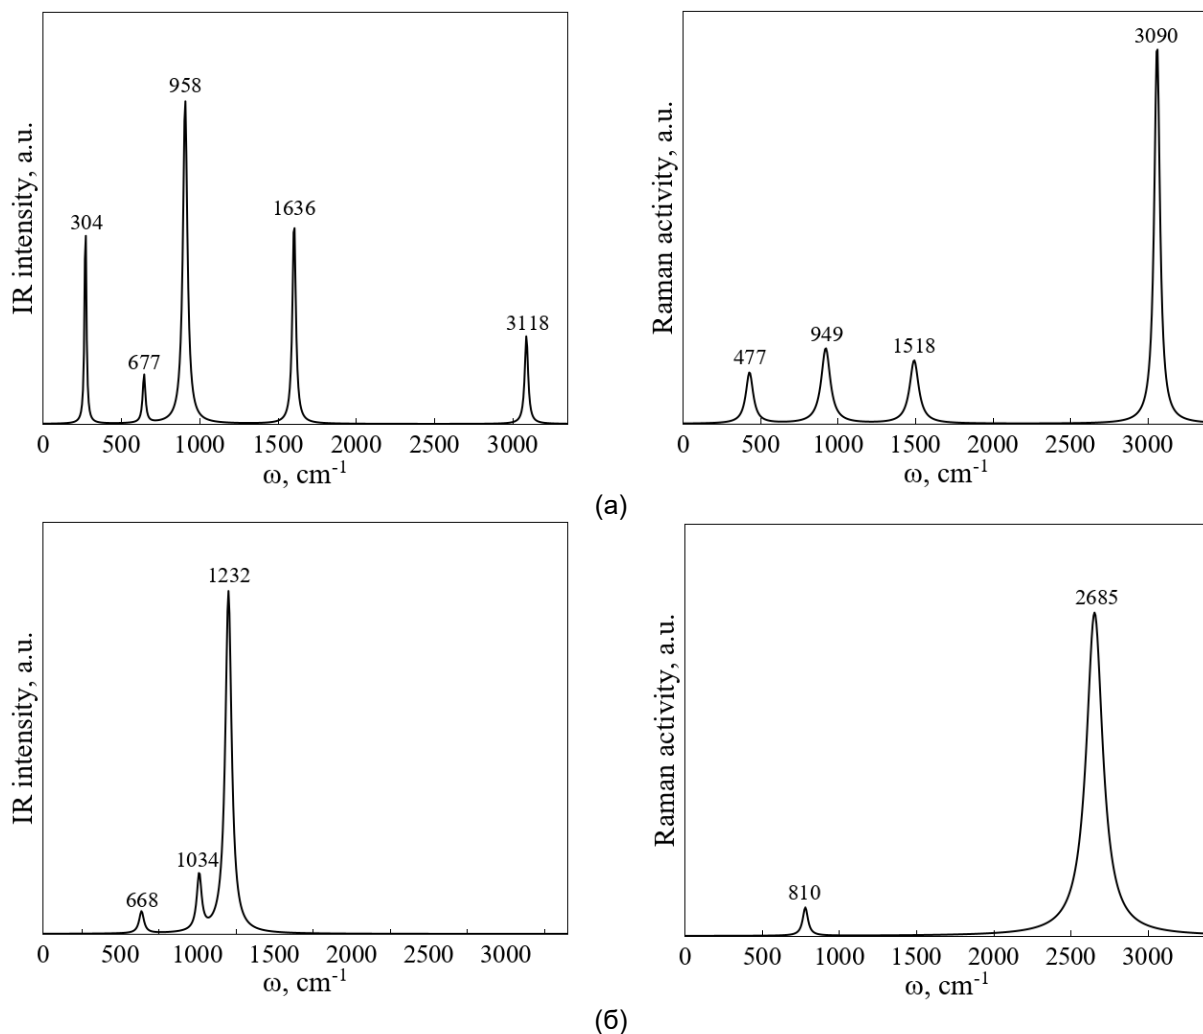 958
304
1636
677
3118
IR intensity, a.u.
0 500 1000 1500 2000 2500 3000
ω, cm-1
3090
477
949
1518
Raman activity, a.u.
0 500 1000 1500 2000 2500 3000
ω, cm-1
(а)
1232
1034
668
IR intensity, a.u.
0 500 1000 1500 2000 2500 3000
ω, cm-1
2685
810
Raman activity, a.u.
0 500 1000 1500 2000 2500 3000
ω, cm-1
(б)